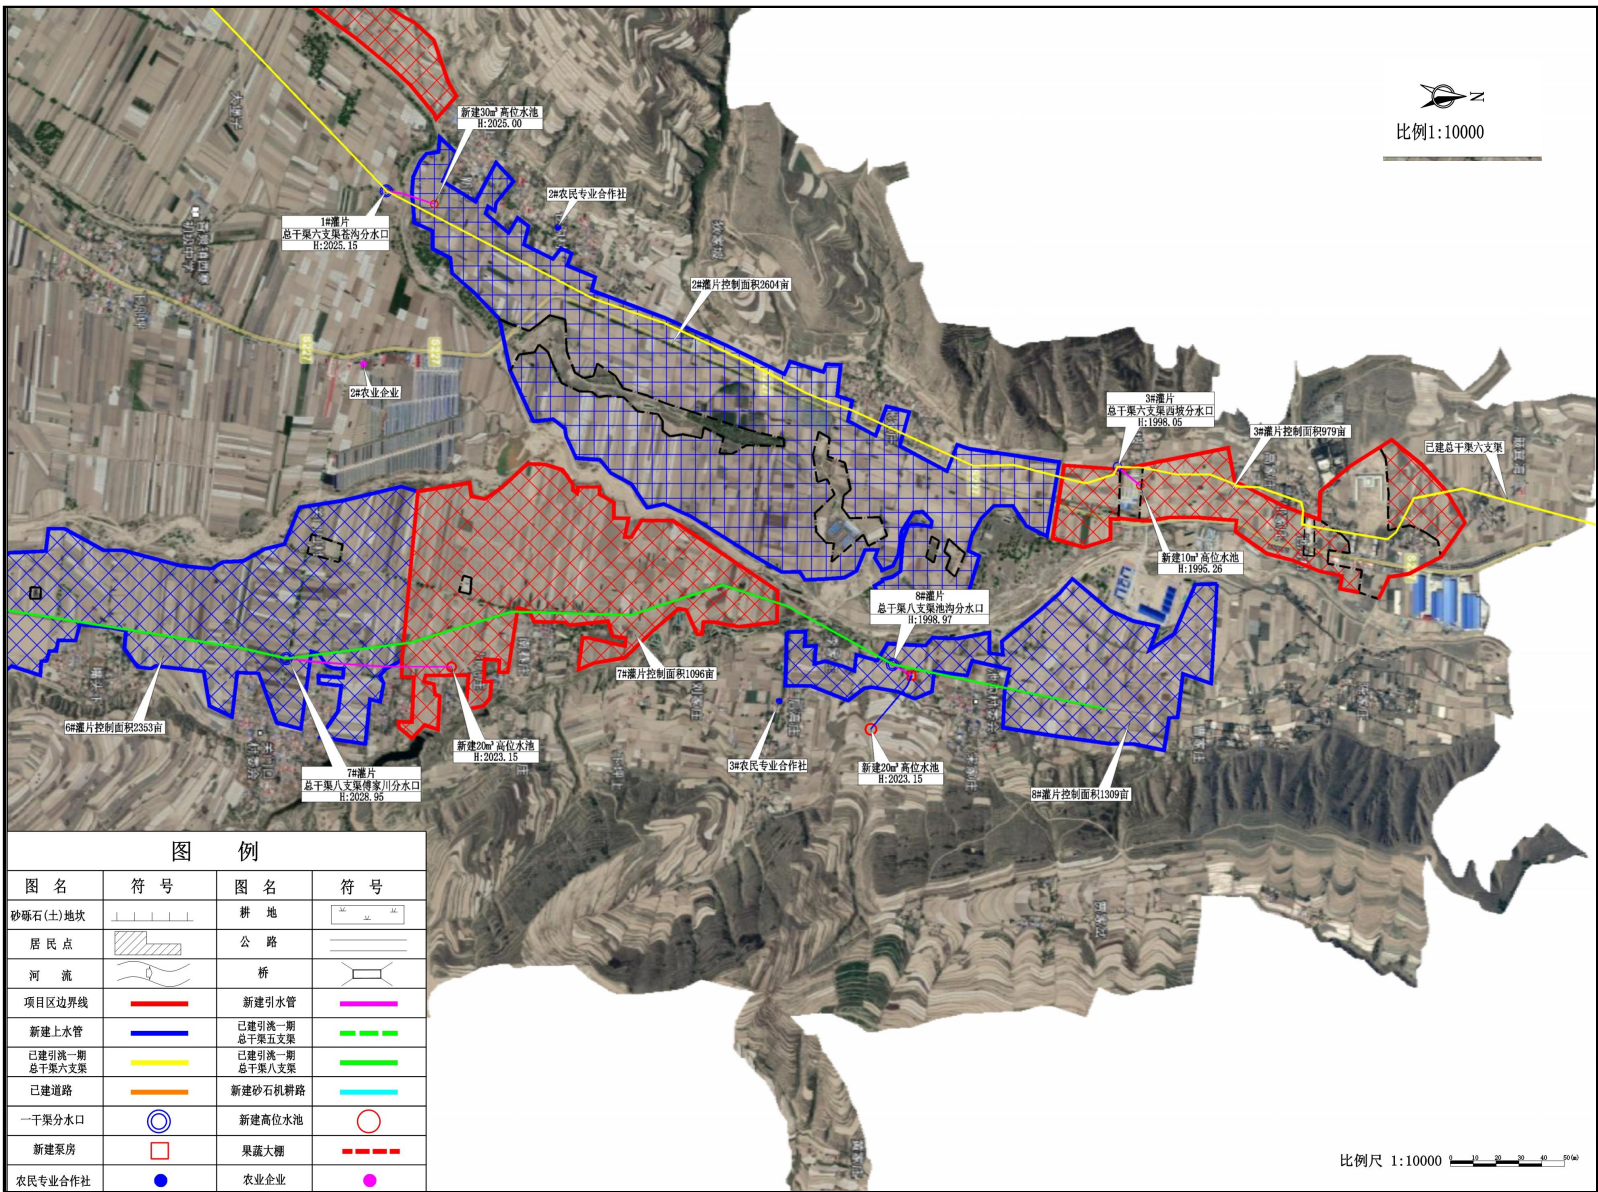 N
比例1:10000
新建30m³高位水池
H:2025.00
2#农民专业合作社
1#灌片
总干渠六支渠苍沟分水口
H:2025.15
2#灌片控制面积2604亩
G227
G227
2#农业企业
3#灌片
总干渠六支渠西坡分水口
H:1998.05
3#灌片控制面积979亩
已建总干渠六支渠
新建10m³高位水池
H:1995.26
8#灌片
总干渠八支渠池沟分水口
H:1998.97
7#灌片控制面积1096亩
6#灌片控制面积2353亩
新建20m³高位水池
H:2023.15
7#灌片
总干渠八支渠傅家川分水口
H:2028.95
3#农民专业合作社
新建20m³高位水池
H:2023.15
8#灌片控制面积1309亩
图 例
图 名 符 号 图 名 符 号
砂砾石(土)地坎 耕 地
居 民 点 公 路
河 流 桥
项目区边界线 新建引水管
新建上水管 已建引洮一期
总干渠五支渠
已建引洮一期
总干渠六支渠
已建引洮一期
总干渠八支渠
已建道路 新建砂石机耕路
一干渠分水口 新建高位水池
新建泵房 果蔬大棚
农民专业合作社 农业企业
比例尺 1:10000 0 10 20 30 40 50(m)